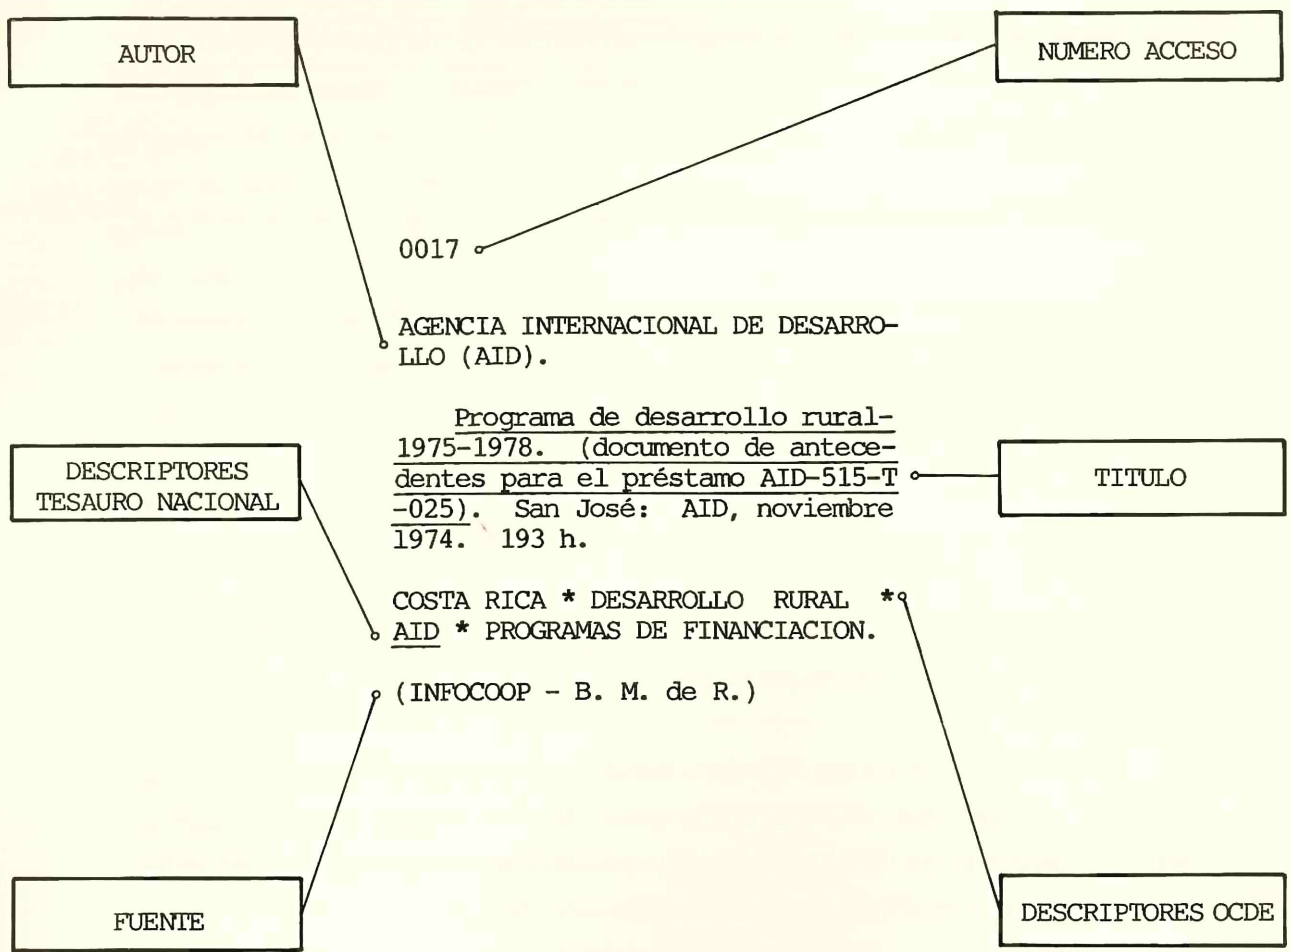 AUTOR
NUMERO ACCESO
0017
AGENCIA INTERNACIONAL DE DESARRO-
LLO (AID).
Programa de desarrollo rural-
1975-1978. (documento de antece-
dentes para el préstamo AID-515-T
-025). San José: AID, noviembre
1974. 193 h.
DESCRIPTORES
TESAURO NACIONAL
TITULO
COSTA RICA * DESARROLLO RURAL *
AID * PROGRAMAS DE FINANCIACION.
(INFOCOOP - B. M. de R.)
FUENTE
DESCRIPTORES OCDE